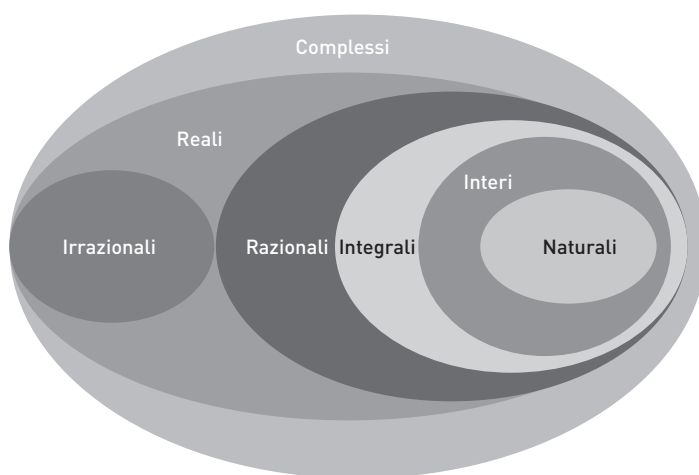 Complessi
Reali
Interi
Irrazionali
Razionali
Integrali
Naturali